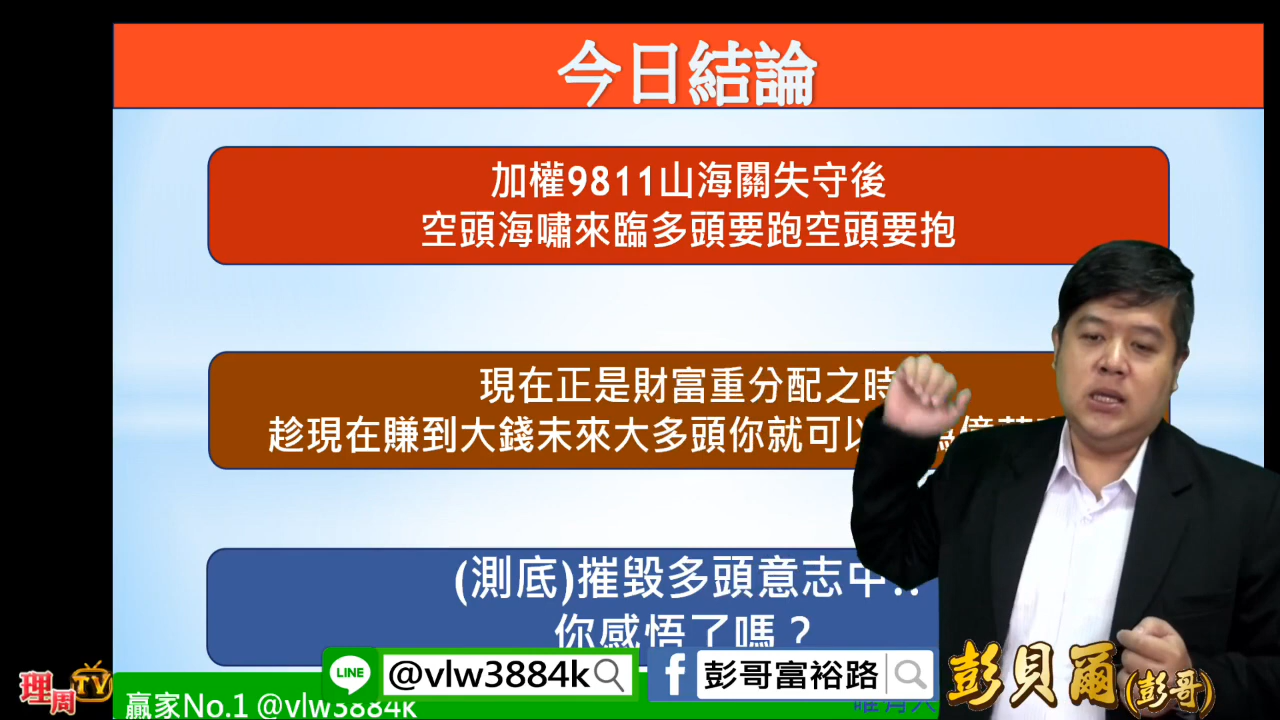 今日結論
加權9811山海關失守後
空頭海嘯來臨多頭要跑空頭要抱
現在正是財富重分配之時
趁現在賺到大錢未來大多頭你就可以
(測底)摧毀多頭意志中..
你感悟了嗎？
LINE @vlw3884k
f 彭哥富裕路
彭貝爾(彭哥)
理周TV
贏家No.1 @vlw3884k